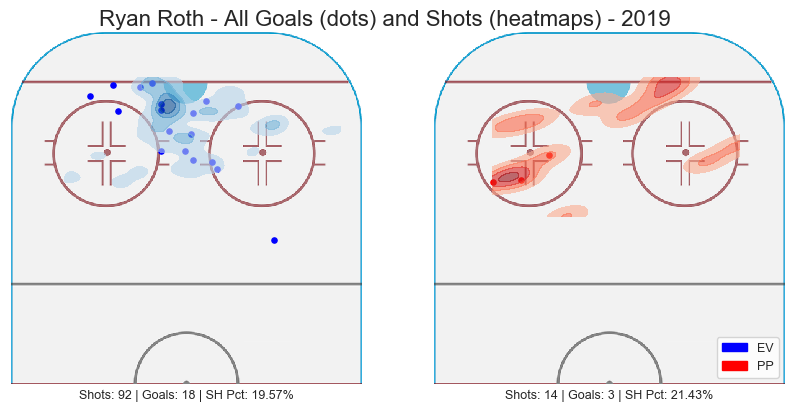 Ryan Roth - All Goals (dots) and Shots (heatmaps) - 2019
EV
PP
Shots: 92 | Goals: 18 | SH Pct: 19.57%
Shots: 14 | Goals: 3 | SH Pct: 21.43%